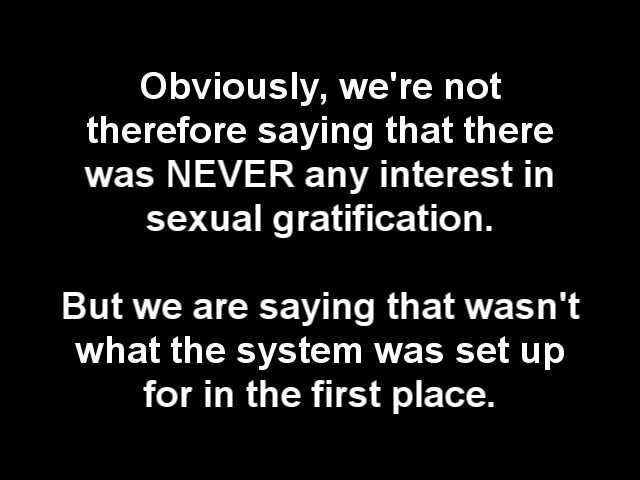 Obviously, we're not
therefore saying that there
was NEVER any interest in
sexual gratification.
But we are saying that wasn't
what the system was set up
for in the first place.